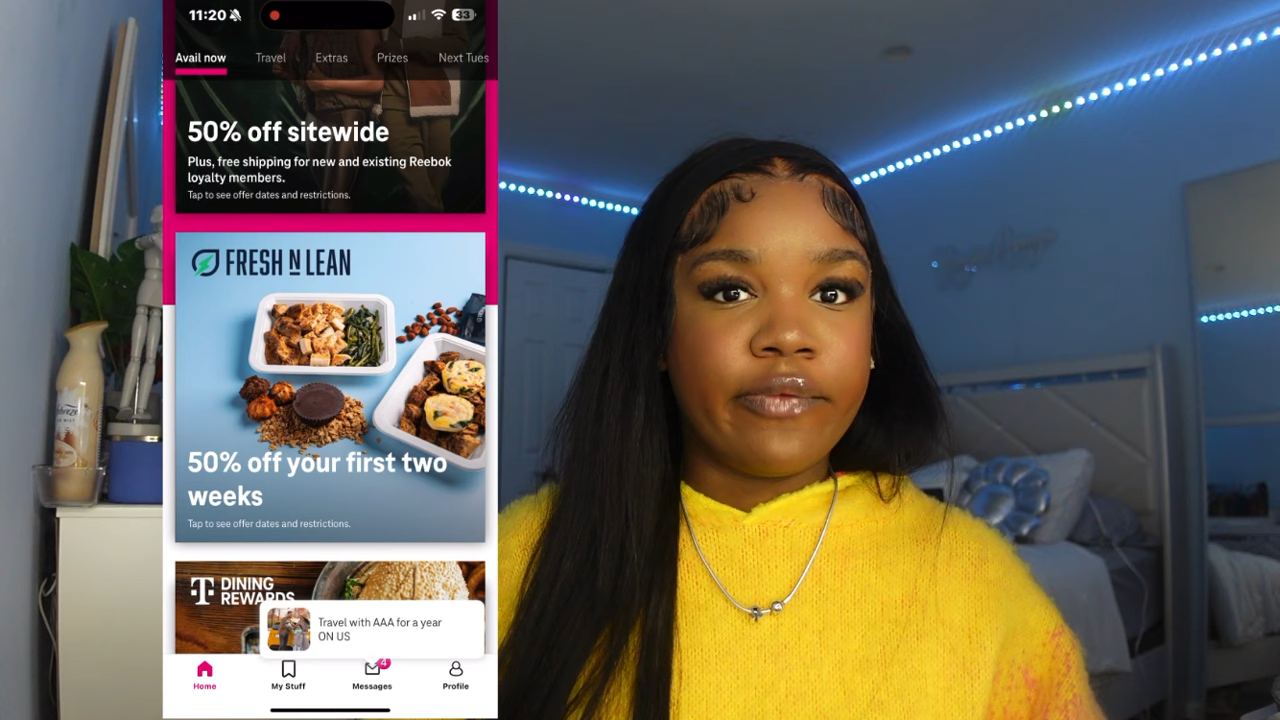 11:20
33
Avail now
Travel
Extras
Prizes
Next Tues
50% off sitewide
Plus, free shipping for new and existing Reebok
loyalty members.
Tap to see offer dates and restrictions.
FRESH N LEAN
50% off your first two
weeks
Tap to see offer dates and restrictions.
T DINING
REWARDS
Travel with AAA for a year
ON US
4
Home
My Stuff
Messages
Profile